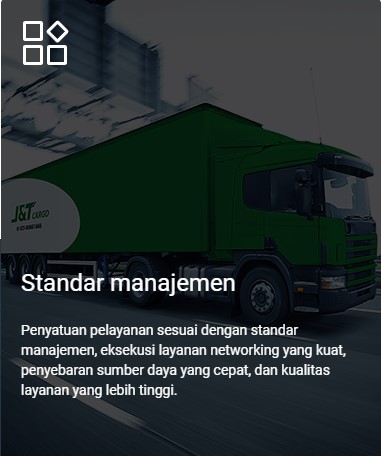 J&T CARGO
Standar manajemen
Penyatuan pelayanan sesuai dengan standar
manajemen, eksekusi layanan networking yang kuat,
penyebaran sumber daya yang cepat, dan kualitas
layanan yang lebih tinggi.